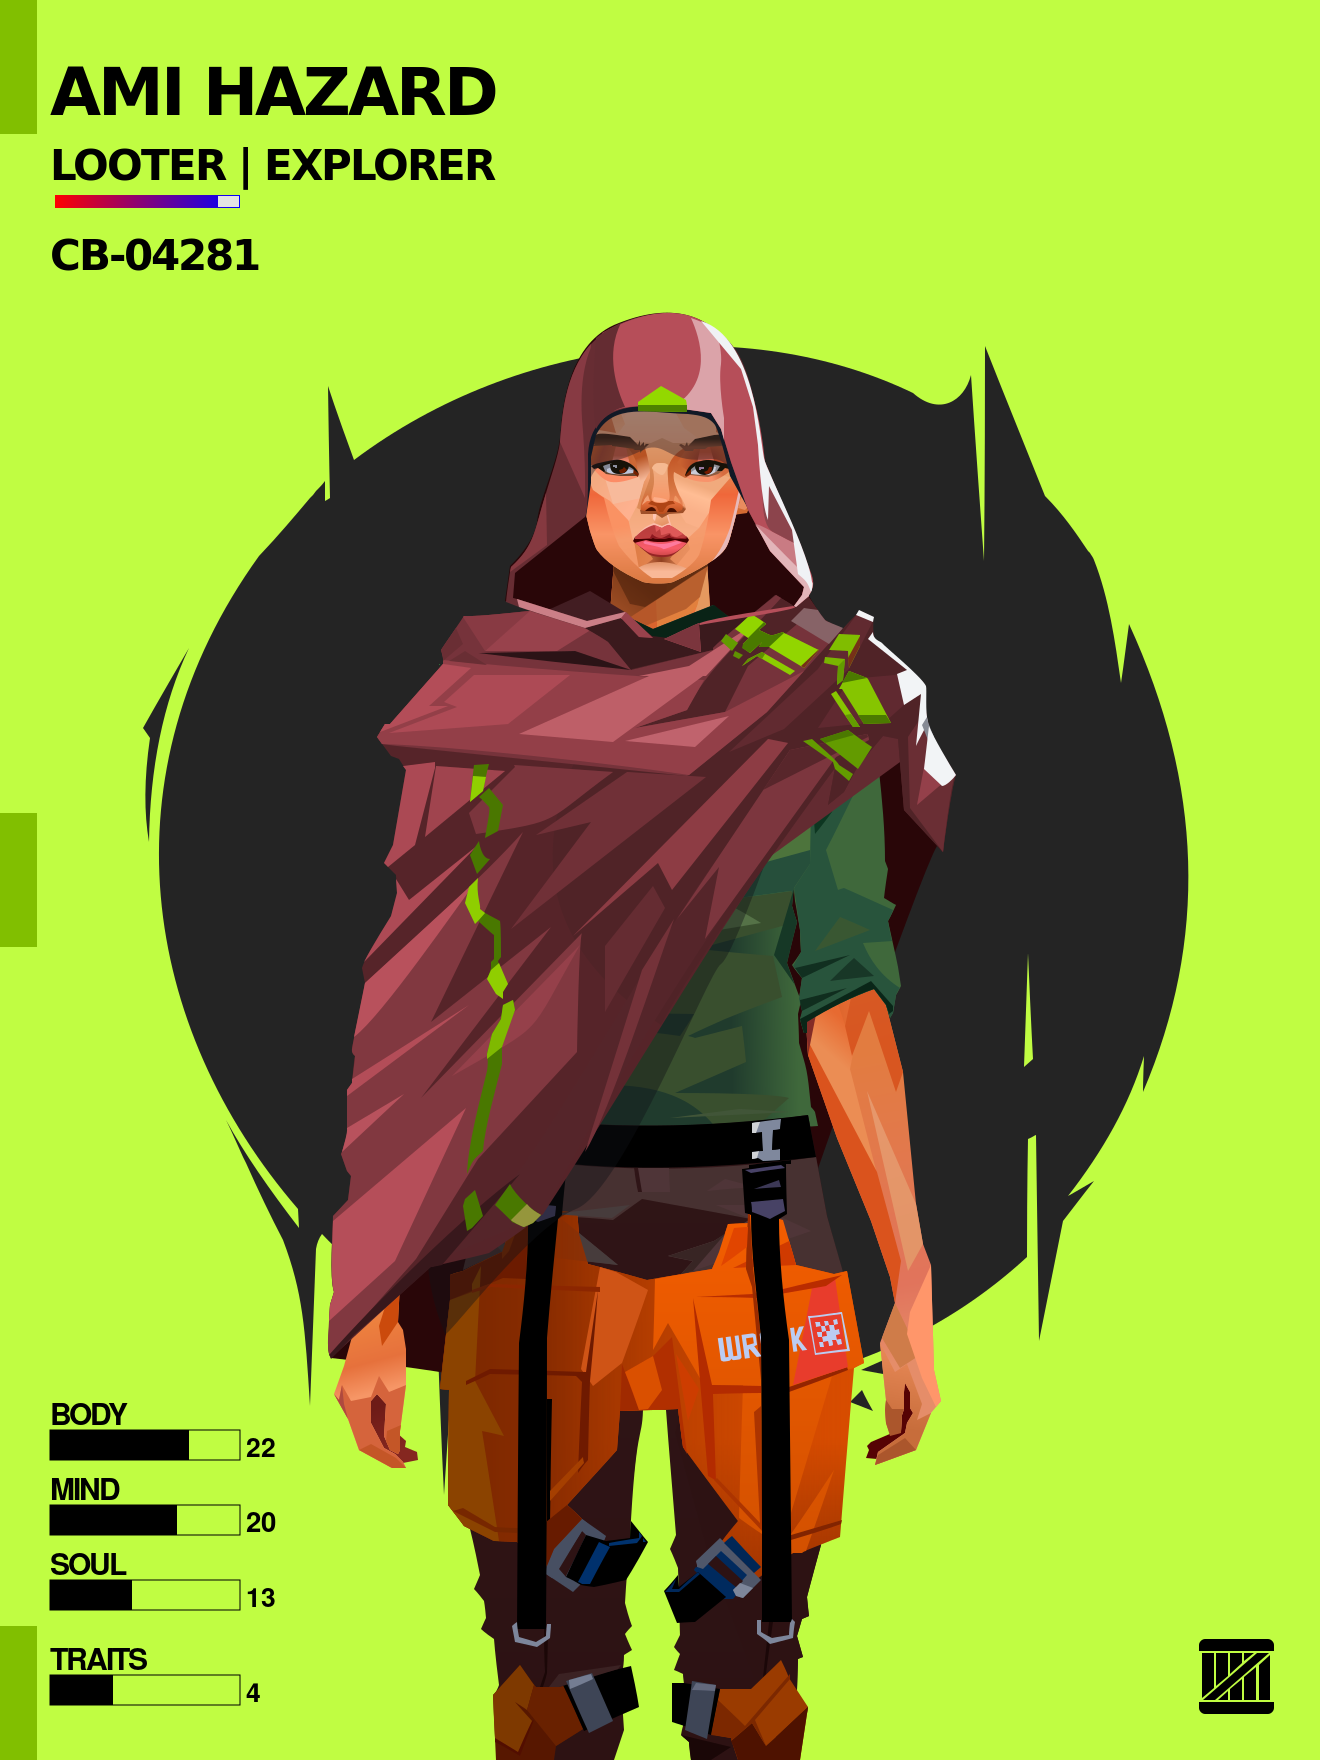 AMI HAZARD
LOOTER | EXPLORER
CB-04281
BODY
22
MIND
20
SOUL
13
TRAITS
4